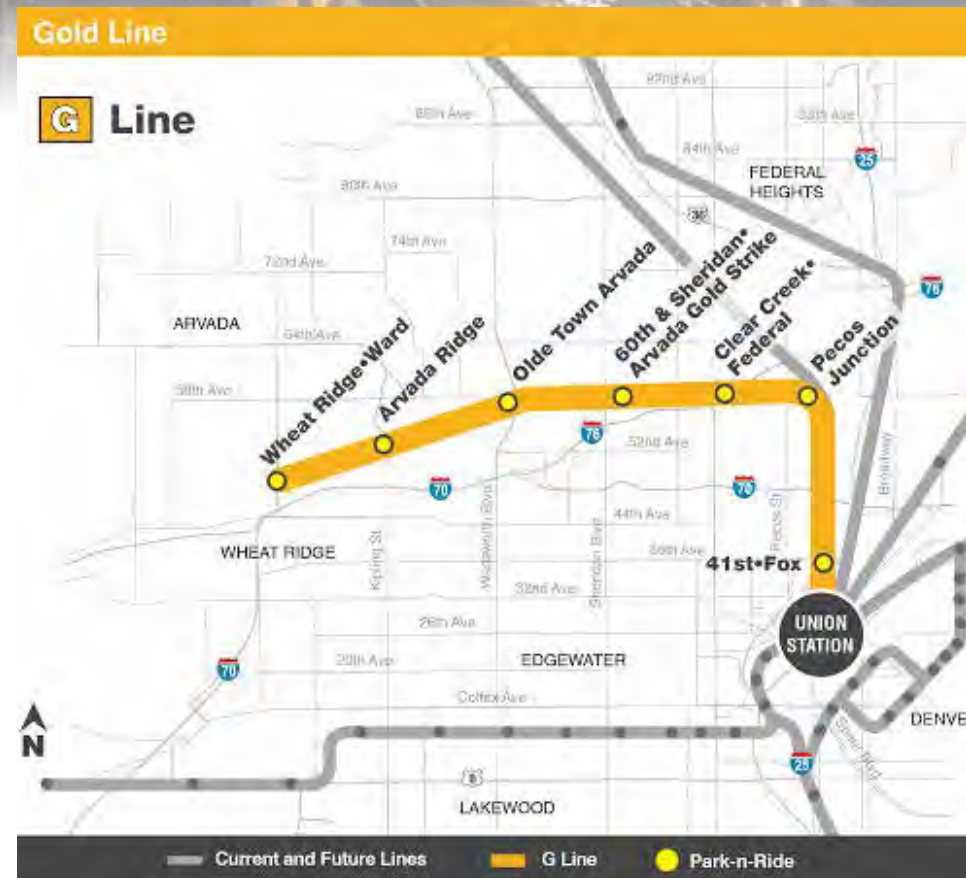 Gold Line
G Line
92nd Ave
88th Ave
84th Ave
25
FEDERAL
HEIGHTS
80th Ave
36
74th Ave
72nd Ave
76
ARVADA
64th Ave
Wheat Ridge•Ward
Arvada Ridge
Olde Town Arvada
60th & Sheridan•
Arvada Gold Strike
Clear Creek•
Federal
Pecos
Junction
58th Ave
76
52nd Ave
70
70
Broadway
44th Ave
Pecos St
WHEAT RIDGE
Kipling St
Wadsworth Blvd
Sheridan Blvd
38th Ave
41st•Fox
32nd Ave
26th Ave
UNION
STATION
20th Ave
EDGEWATER
70
Colfax Ave
N
DENVE
25
Speer Blvd
6
LAKEWOOD
Current and Future Lines
G Line
Park-n-Ride